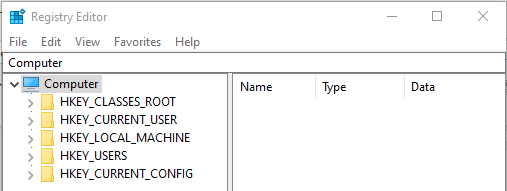 Registry Editor
File Edit View Favorites Help
Computer
Computer
HKEY_CLASSES_ROOT
HKEY_CURRENT_USER
HKEY_LOCAL_MACHINE
HKEY_USERS
HKEY_CURRENT_CONFIG
Name Type Data